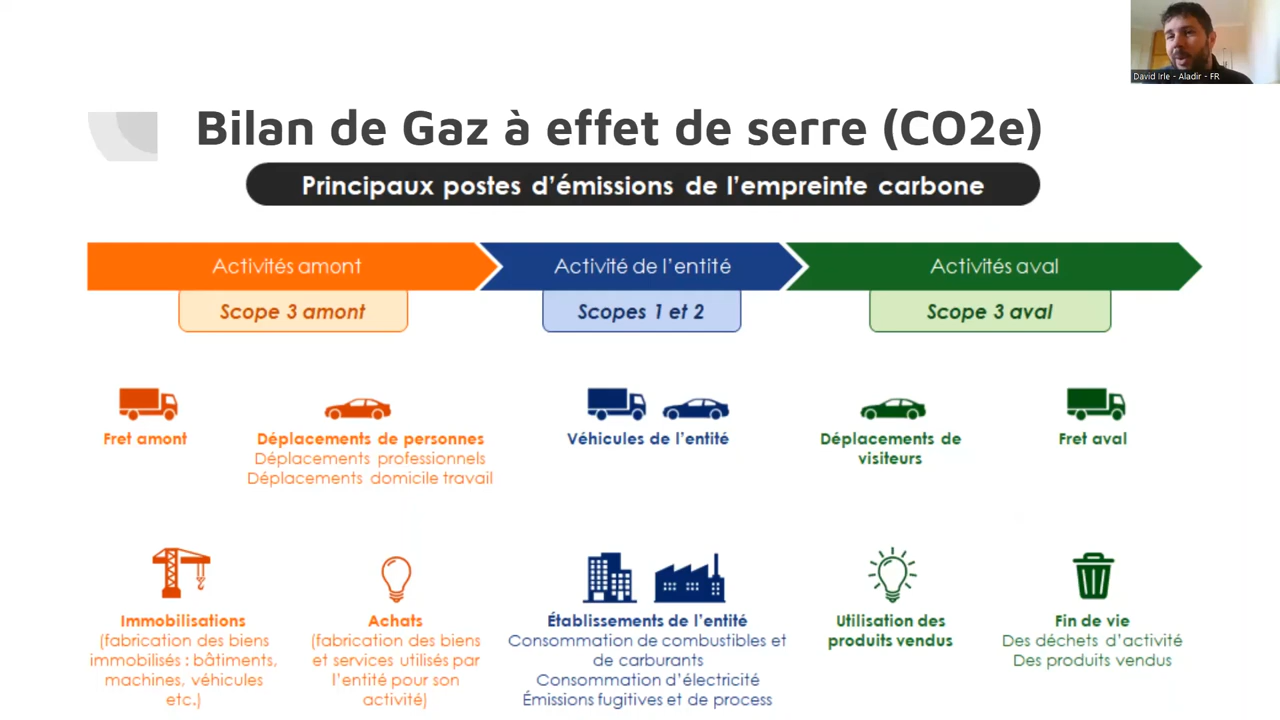 David Irle - Aladir - FR
Bilan de Gaz à effet de serre (CO2e)
Principaux postes d'émissions de l'empreinte carbone
Activités amont
Activité de l'entité
Activités aval
Scope 3 amont
Scopes 1 et 2
Scope 3 aval
Fret amont
Déplacements de personnes
Déplacements professionnels
Déplacements domicile travail
Véhicules de l'entité
Déplacements de
visiteurs
Fret aval
Immobilisations
(fabrication des biens
immobilisés : bâtiments,
machines, véhicules
etc.)
Achats
(fabrication des biens
et services utilisés par
l'entité pour son
activité)
Établissements de l'entité
Consommation de combustibles et
de carburants
Consommation d'électricité
Émissions fugitives et de process
Utilisation des
produits vendus
Fin de vie
Des déchets d'activité
Des produits vendus